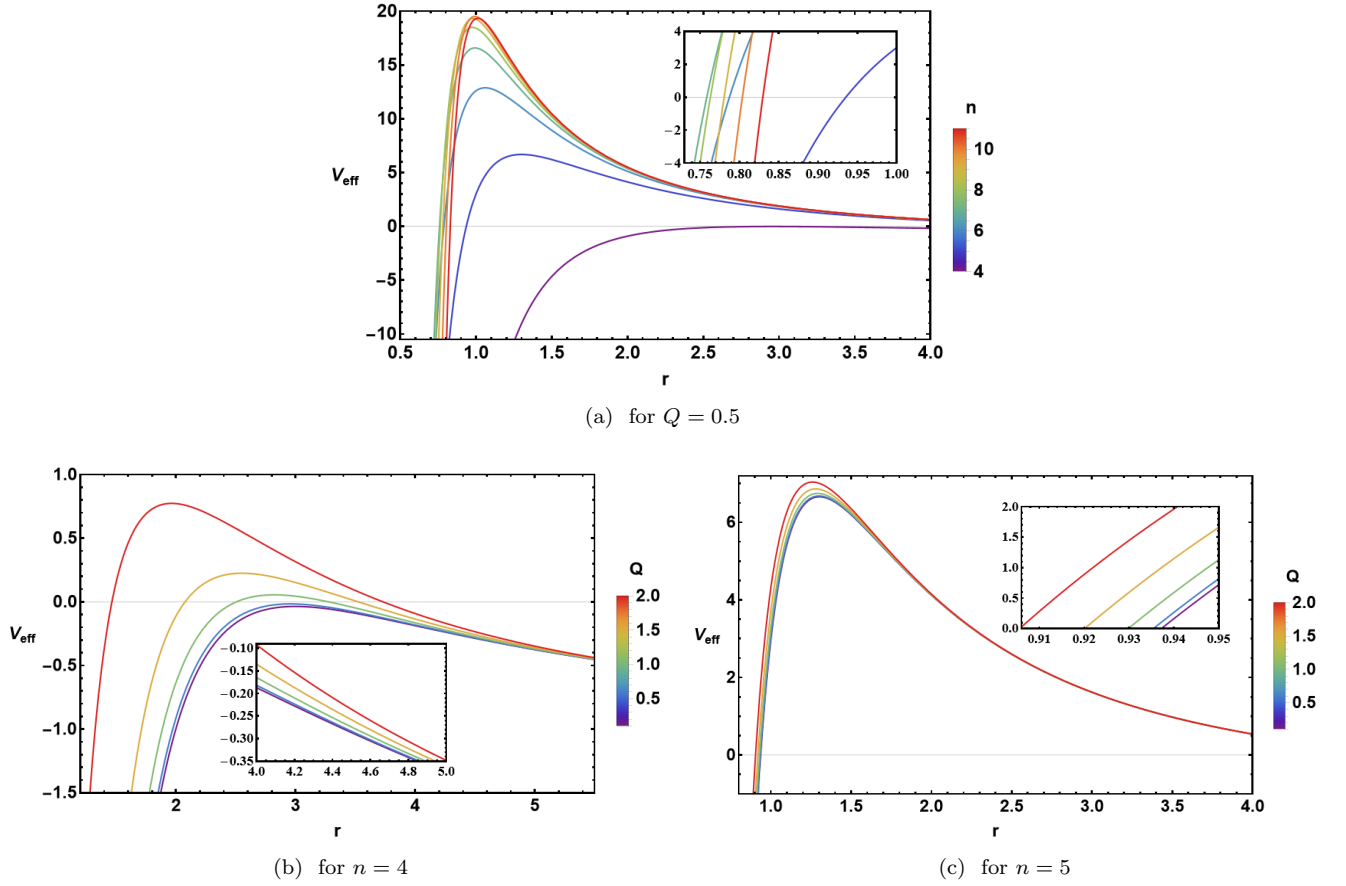 20
15
10
5
0
−5
−10
V_eff
0.5 1.0 1.5 2.0 2.5 3.0 3.5 4.0
r
4
2
0
−2
−4
0.75 0.80 0.85 0.90 0.95 1.00
n
10
8
6
4
(a) for Q = 0.5
1.0
0.5
0.0
−0.5
−1.0
−1.5
V_eff
2 3 4 5
r
−0.10
−0.15
−0.20
−0.25
−0.30
−0.35
4.0 4.2 4.4 4.6 4.8 5.0
Q
2.0
1.5
1.0
0.5
(b) for n = 4
6
4
2
0
V_eff
1.0 1.5 2.0 2.5 3.0 3.5 4.0
r
2.0
1.5
1.0
0.5
0.0
0.91 0.92 0.93 0.94 0.95
Q
2.0
1.5
1.0
0.5
(c) for n = 5